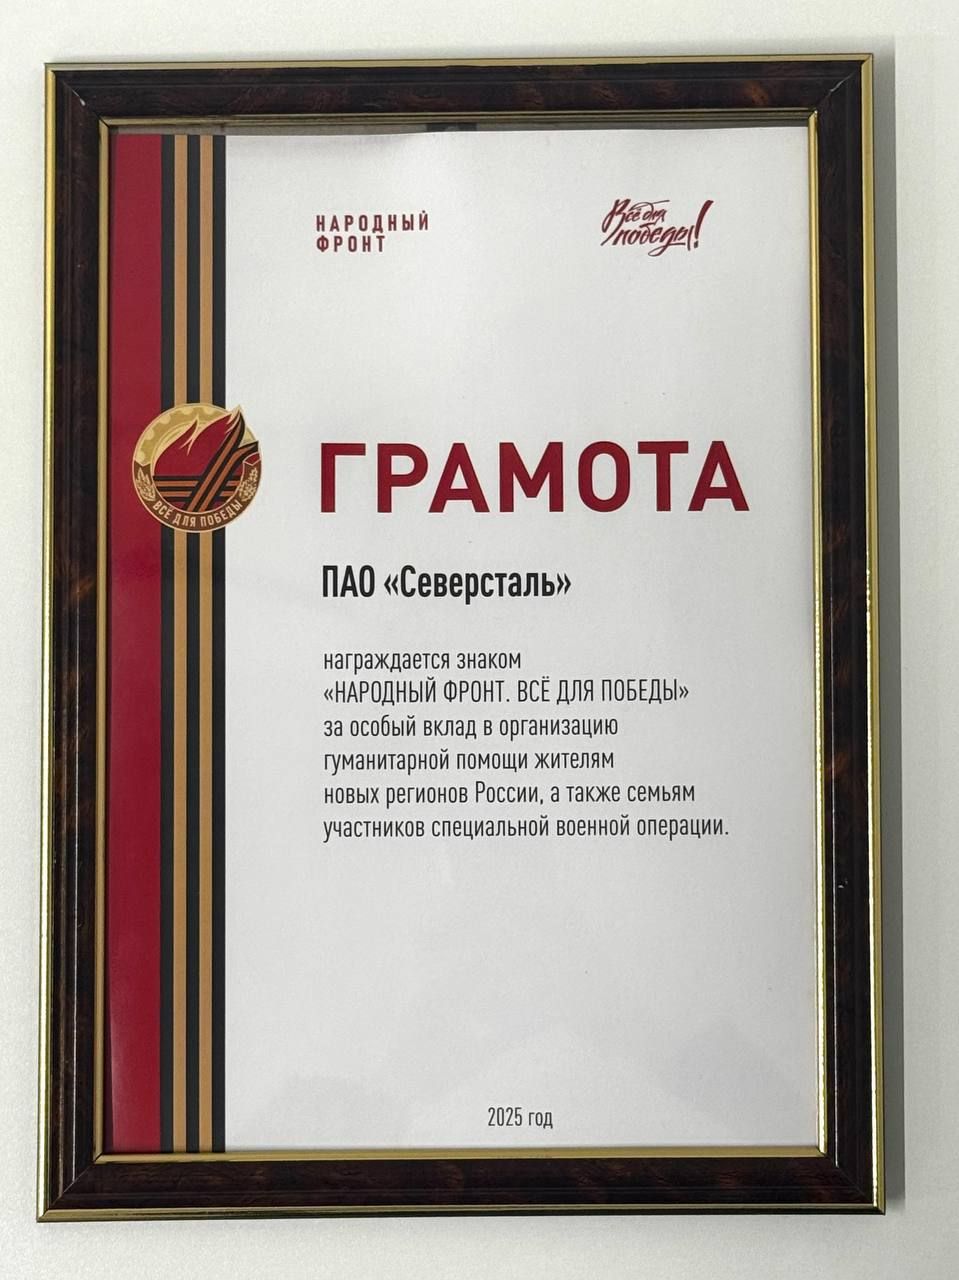 НАРОДНЫЙ
ФРОНТ
Всё для
победы!
ГРАМОТА
ВСЁ ДЛЯ ПОБЕДЫ
ПАО «Северсталь»
награждается знаком
«НАРОДНЫЙ ФРОНТ. ВСЁ ДЛЯ ПОБЕДЫ»
за особый вклад в организацию
гуманитарной помощи жителям
новых регионов России, а также семьям
участников специальной военной операции.
2025 год